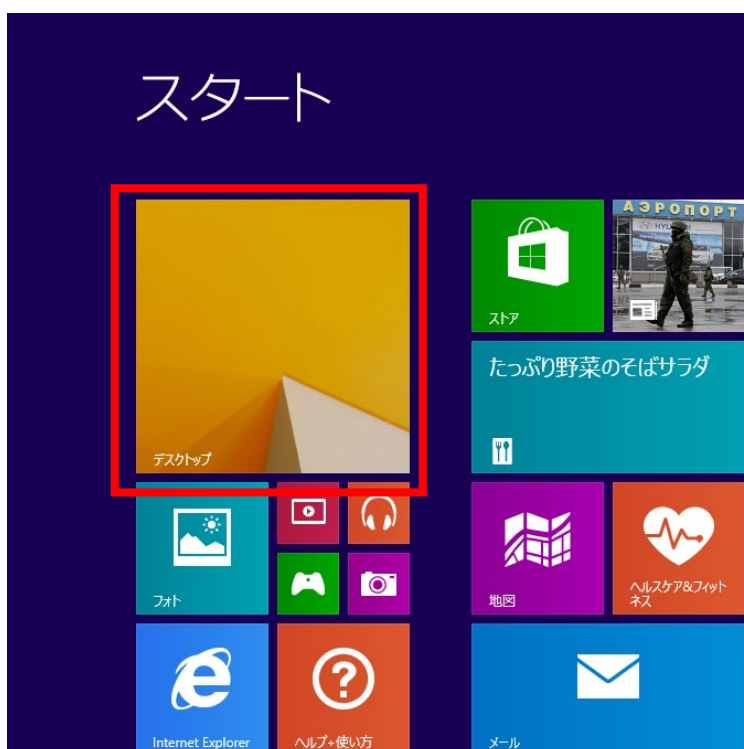 スタート
デスクトップ
ストア
АЭРОПОРТ
HYUNDAI
たっぷり野菜のそばサラダ
フォト
地図
ヘルスケア&フィット
ネス
Internet Explorer
ヘルプ+使い方
メール